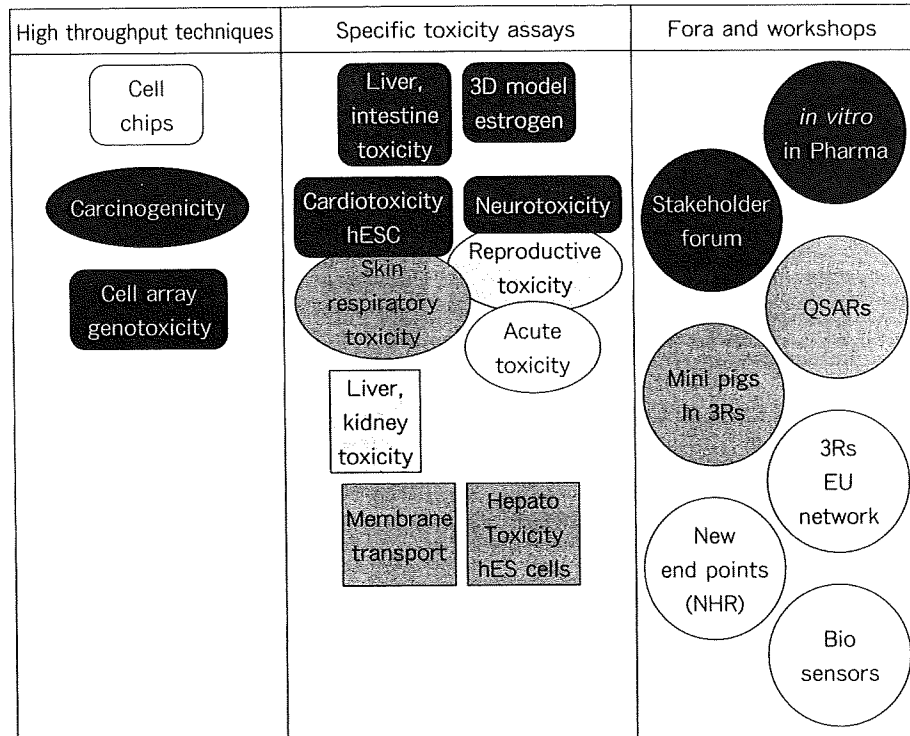 High throughput techniques
Specific toxicity assays
Fora and workshops
Cell
chips
Carcinogenicity
Cell array
genotoxicity
Liver,
intestine
toxicity
3D model
estrogen
Cardiotoxicity
hESC
Neurotoxicity
Skin
respiratory
toxicity
Reproductive
toxicity
Acute
toxicity
Liver,
kidney
toxicity
Membrane
transport
Hepato
Toxicity
hES cells
in vitro
in Pharma
Stakeholder
forum
QSARs
Mini pigs
In 3Rs
3Rs
EU
network
New
end points
(NHR)
Bio
sensors